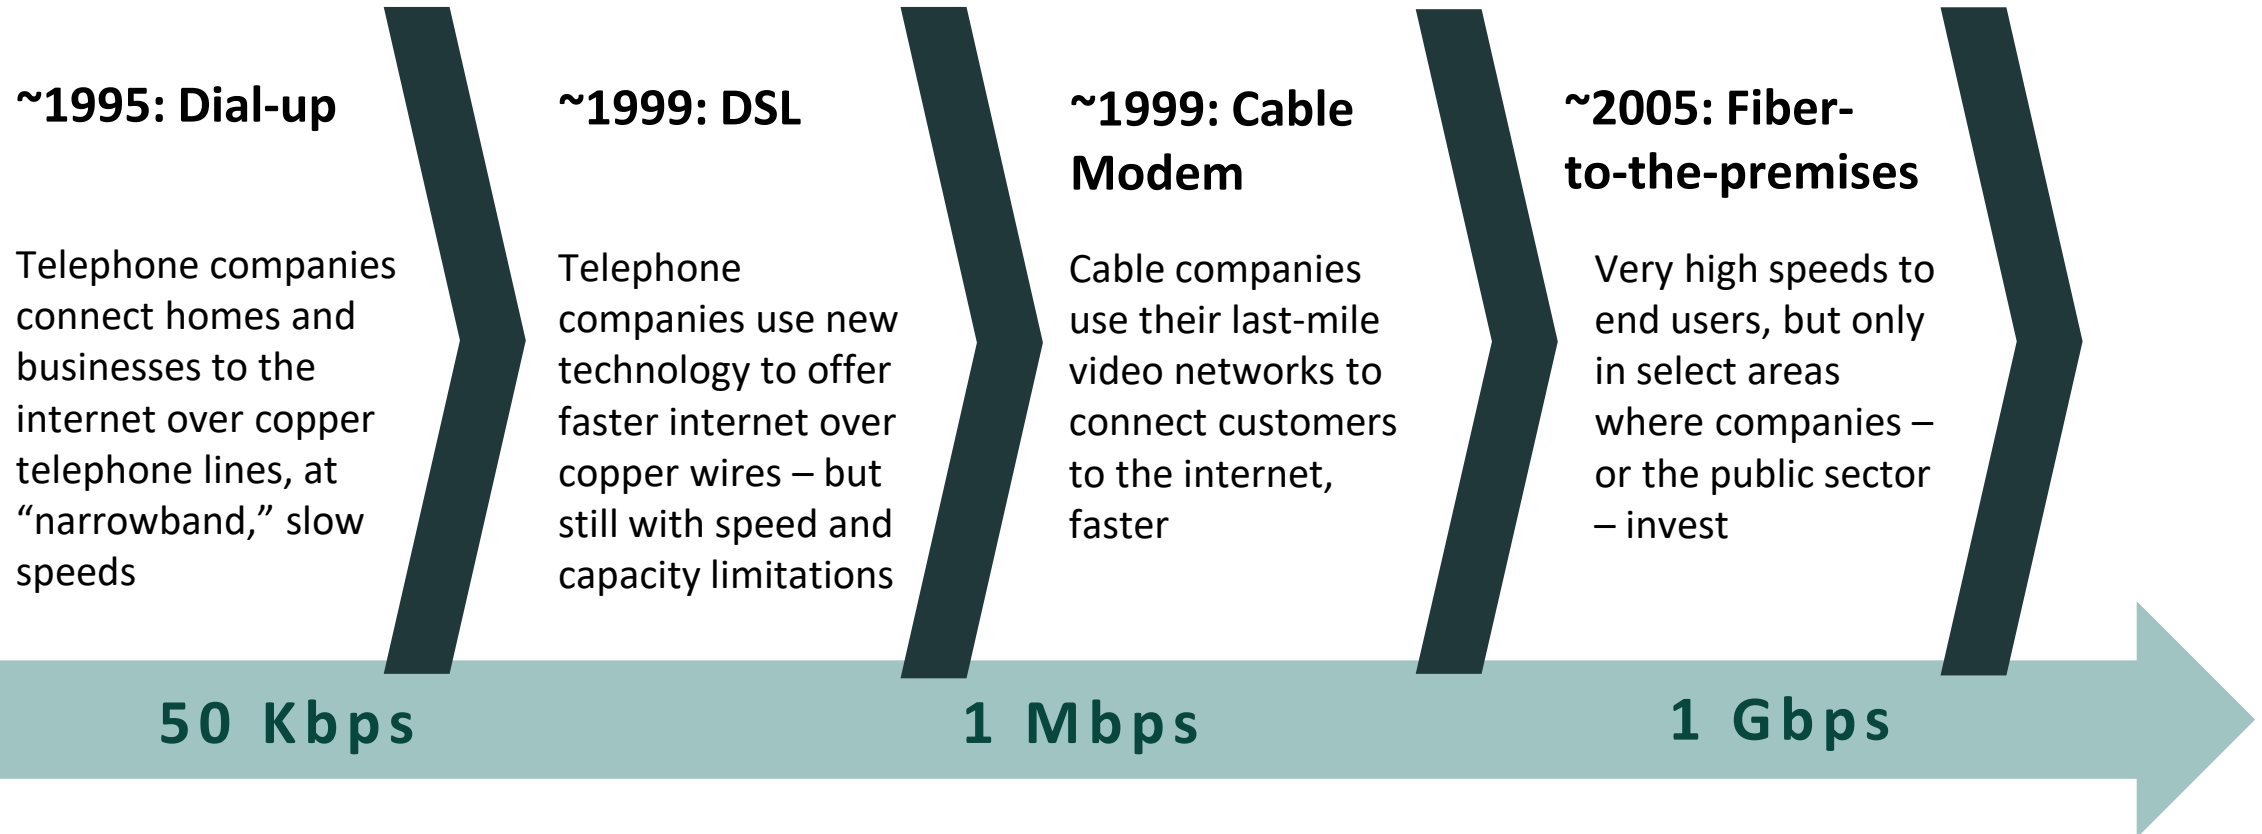 ~1995: Dial-up
Telephone companies
connect homes and
businesses to the
internet over copper
telephone lines, at
“narrowband,” slow
speeds
~1999: DSL
Telephone
companies use new
technology to offer
faster internet over
copper wires – but
still with speed and
capacity limitations
~1999: Cable
Modem
Cable companies
use their last-mile
video networks to
connect customers
to the internet,
faster
~2005: Fiber-
to-the-premises
Very high speeds to
end users, but only
in select areas
where companies –
or the public sector
– invest
50 Kbps
1 Mbps
1 Gbps